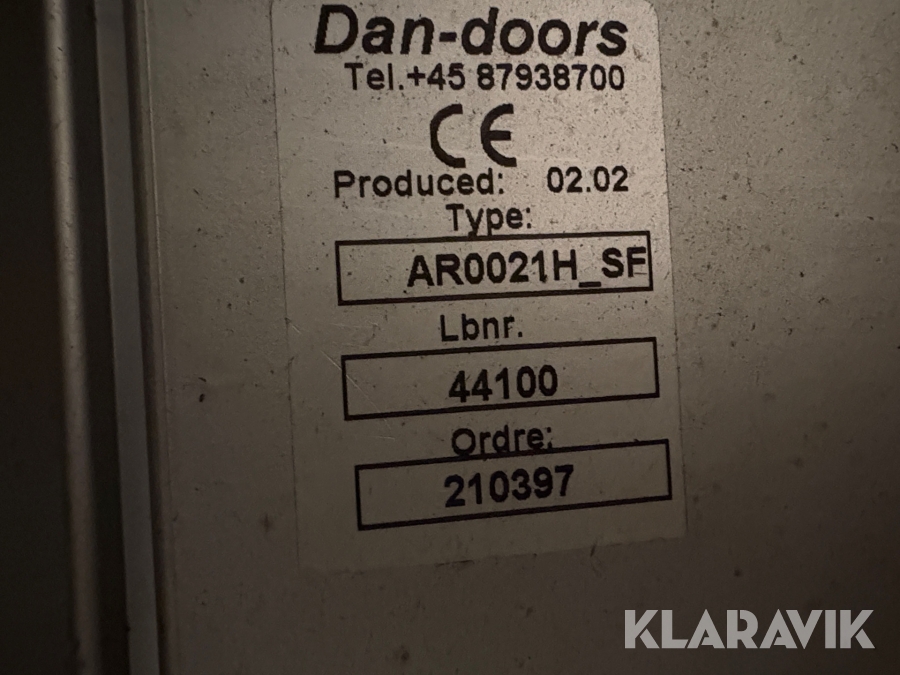 Dan-doors
Tel.+45 87938700
CE
Produced: 02.02
Type:
AR0021H_SF
Lbnr.
44100
Ordre:
210397
KLARAVIK